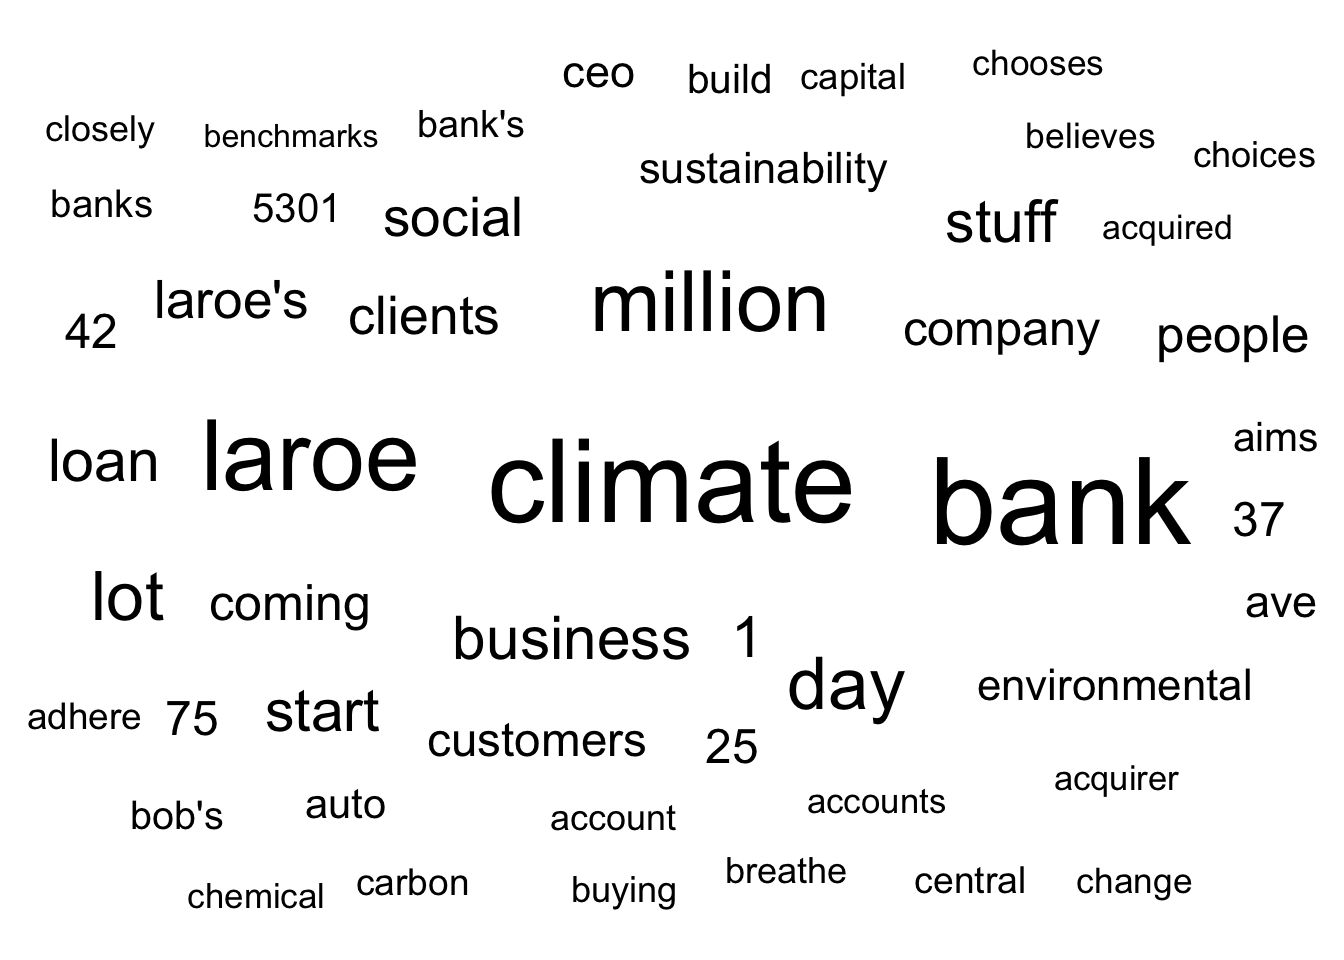 ceo build capital chooses
closely benchmarks bank's believes
sustainability choices
banks 5301 social stuff acquired
42 laroe's clients million company people
loan laroe climate bank aims
37
lot coming ave
business 1
adhere 75 start day environmental
customers 25
bob's auto account accounts acquirer
chemical carbon buying breathe central change